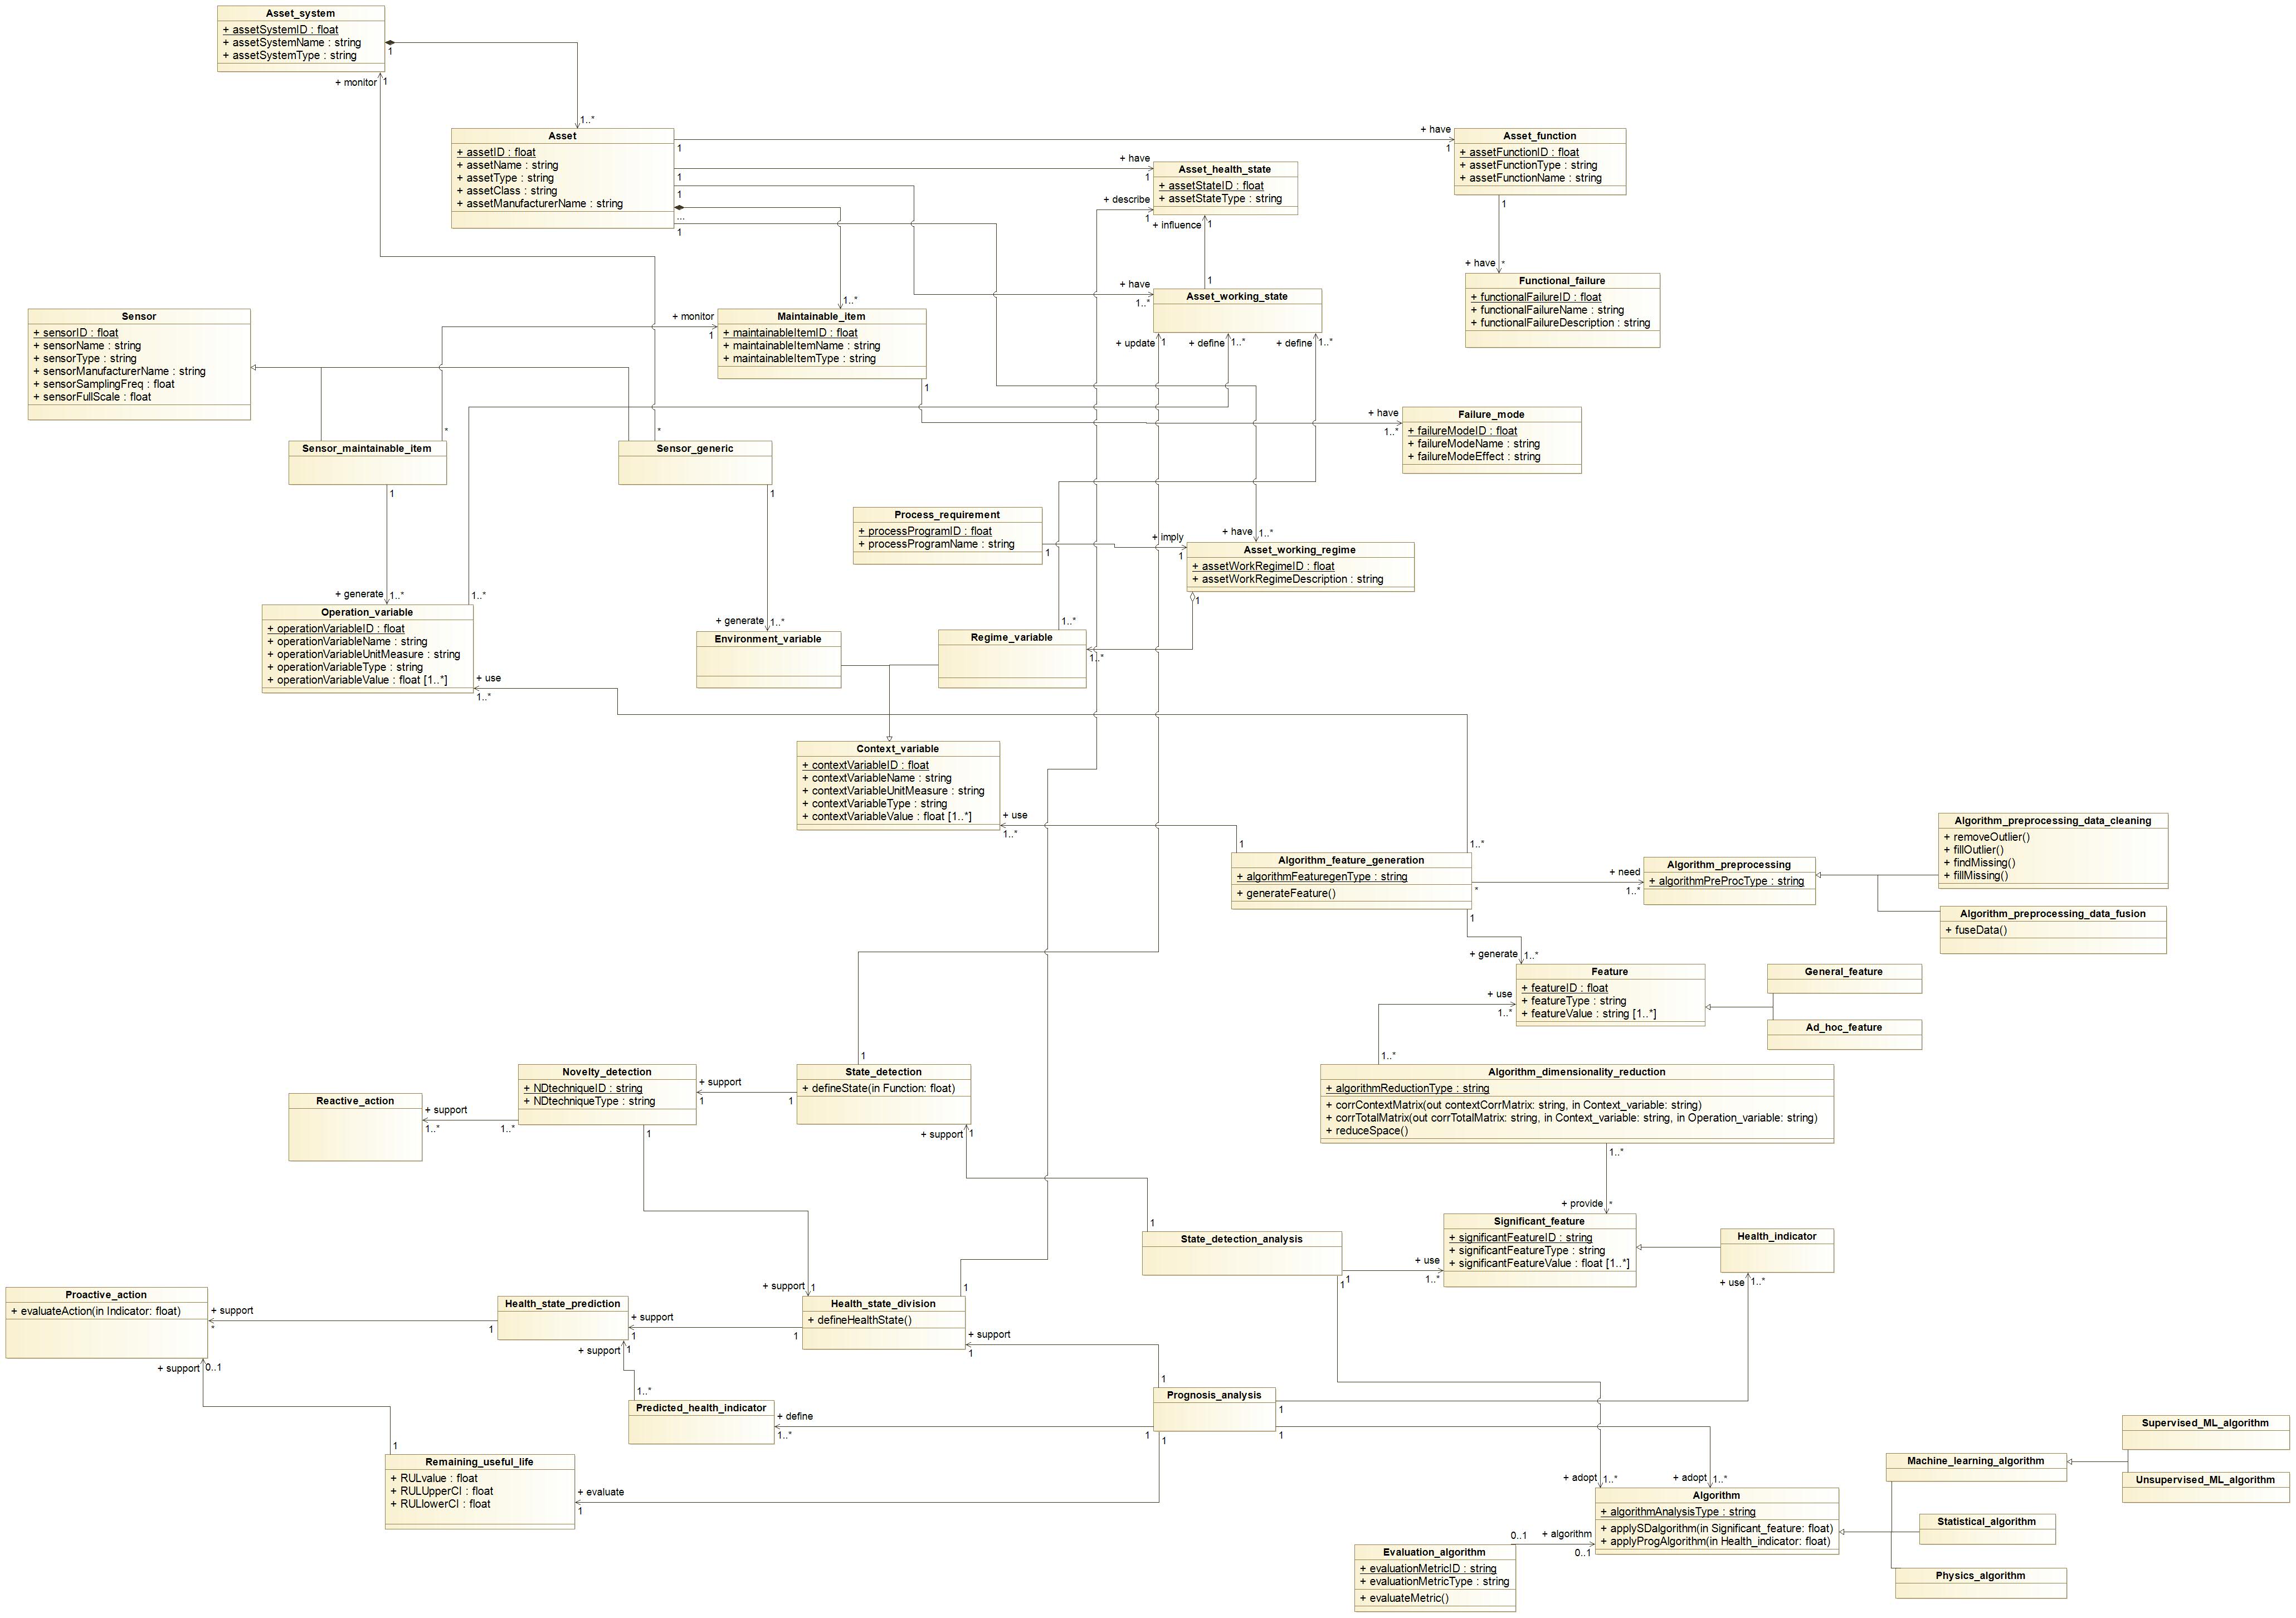 Asset_system
+ assetSystemID : float
+ assetSystemName : string
+ assetSystemType : string
1
+ monitor
1
1..*
Asset
+ assetID : float
+ assetName : string
+ assetType : string
+ assetClass : string
+ assetManufacturerName : string
1
1
1
...
1
+ have
1
Asset_function
+ assetFunctionID : float
+ assetFunctionType : string
+ assetFunctionName : string
1
+ have
1
Asset_health_state
+ assetStateID : float
+ assetStateType : string
+ describe
1
+ influence
1
1
+ have
*
Functional_failure
+ functionalFailureID : float
+ functionalFailureName : string
+ functionalFailureDescription : string
+ have
1..*
Asset_working_state
+ update
1
+ define
1..*
+ define
1..*
Sensor
+ sensorID : float
+ sensorName : string
+ sensorType : string
+ sensorManufacturerName : string
+ sensorSamplingFreq : float
+ sensorFullScale : float
1..*
+ monitor
1
Maintainable_item
+ maintainableItemID : float
+ maintainableItemName : string
+ maintainableItemType : string
1
+ have
1..*
Failure_mode
+ failureModeID : float
+ failureModeName : string
+ failureModeEffect : string
*
Sensor_maintainable_item
1
*
Sensor_generic
1
Process_requirement
+ processProgramID : float
+ processProgramName : string
1
+ imply
1
+ have
1..*
Asset_working_regime
+ assetWorkRegimeID : float
+ assetWorkRegimeDescription : string
1
+ generate
1..*
1..*
Operation_variable
+ operationVariableID : float
+ operationVariableName : string
+ operationVariableUnitMeasure : string
+ operationVariableType : string
+ operationVariableValue : float [1..*]
+ use
1..*
+ generate
1..*
Environment_variable
1..*
Regime_variable
1..*
Context_variable
+ contextVariableID : float
+ contextVariableName : string
+ contextVariableUnitMeasure : string
+ contextVariableType : string
+ contextVariableValue : float [1..*]
+ use
1..*
1
1..*
Algorithm_feature_generation
+ algorithmFeaturegenType : string
+ generateFeature()
*
1
+ need
1..*
Algorithm_preprocessing
+ algorithmPreProcType : string
Algorithm_preprocessing_data_cleaning
+ removeOutlier()
+ fillOutlier()
+ findMissing()
+ fillMissing()
Algorithm_preprocessing_data_fusion
+ fuseData()
+ generate
1..*
Feature
+ featureID : float
+ featureType : string
+ featureValue : string [1..*]
General_feature
Ad_hoc_feature
+ use
1..*
1..*
Algorithm_dimensionality_reduction
+ algorithmReductionType : string
+ corrContextMatrix(out contextCorrMatrix: string, in Context_variable: string)
+ corrTotalMatrix(out corrTotalMatrix: string, in Context_variable: string, in Operation_variable: string)
+ reduceSpace()
1..*
+ provide
*
Reactive_action
+ support
1..*
1..*
Novelty_detection
+ NDtechniqueID : string
+ NDtechniqueType : string
1
+ support
1
1
1
State_detection
+ defineState(in Function: float)
+ support
1
1
State_detection_analysis
1
1
+ use
1..*
Significant_feature
+ significantFeatureID : string
+ significantFeatureType : string
+ significantFeatureValue : float [1..*]
Health_indicator
+ use
1..*
Proactive_action
+ evaluateAction(in Indicator: float)
+ support
*
+ support
0..1
1
Health_state_prediction
+ support
1
+ support
1
1
+ support
1
1
Health_state_division
+ defineHealthState()
+ support
1
1
Prognosis_analysis
1
1
1
1
1..*
Predicted_health_indicator
+ define
1..*
1
Remaining_useful_life
+ RULvalue : float
+ RULUpperCI : float
+ RULlowerCI : float
+ evaluate
1
+ adopt
1..*
+ adopt
1..*
Algorithm
+ algorithmAnalysisType : string
+ applySDalgorithm(in Significant_feature: float)
+ applyProgAlgorithm(in Health_indicator: float)
0..1
+ algorithm
0..1
Evaluation_algorithm
+ evaluationMetricID : string
+ evaluationMetricType : string
+ evaluateMetric()
Machine_learning_algorithm
Supervised_ML_algorithm
Unsupervised_ML_algorithm
Statistical_algorithm
Physics_algorithm